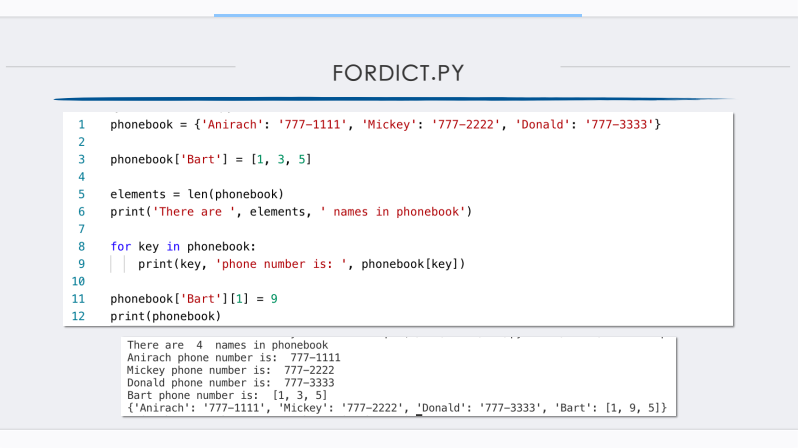 FORDICT.PY
1 phonebook = {'Anirach': '777-1111', 'Mickey': '777-2222', 'Donald': '777-3333'}
2
3 phonebook['Bart'] = [1, 3, 5]
4
5 elements = len(phonebook)
6 print('There are ', elements, ' names in phonebook')
7
8 for key in phonebook:
9 print(key, 'phone number is: ', phonebook[key])
10
11 phonebook['Bart'][1] = 9
12 print(phonebook)
There are  4  names in phonebook
Anirach phone number is:  777-1111
Mickey phone number is:  777-2222
Donald phone number is:  777-3333
Bart phone number is:  [1, 3, 5]
{'Anirach': '777-1111', 'Mickey': '777-2222', 'Donald': '777-3333', 'Bart': [1, 9, 5]}